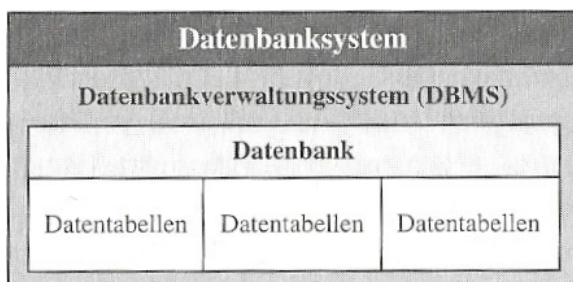 Datenbanksystem
Datenbankverwaltungssystem (DBMS)
Datenbank
Datentabellen Datentabellen Datentabellen